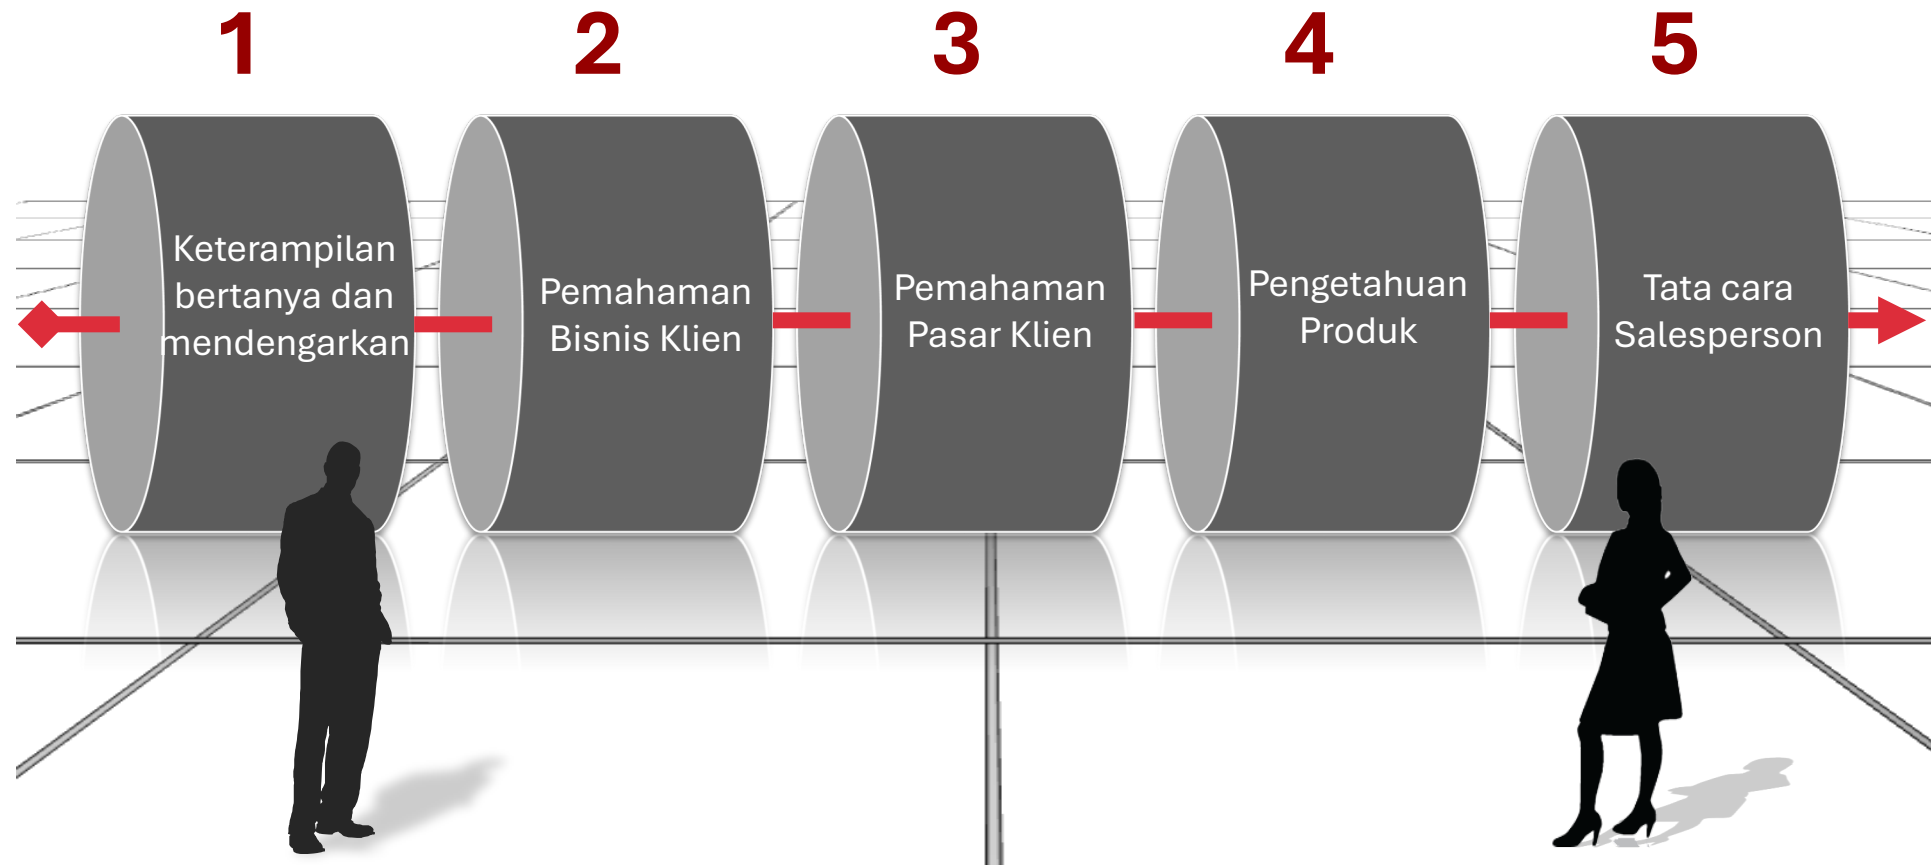 1
2
3
4
5
Keterampilan
bertanya dan
mendengarkan
Pemahaman
Bisnis Klien
Pemahaman
Pasar Klien
Pengetahuan
Produk
Tata cara
Salesperson